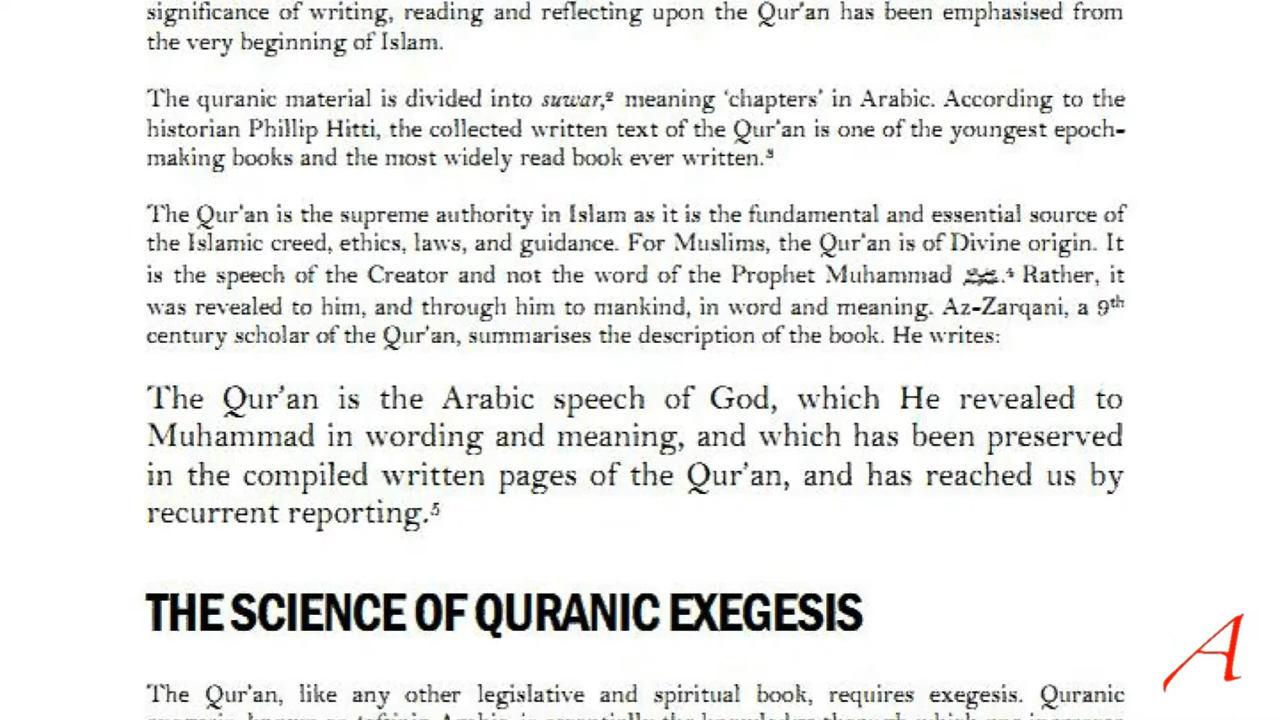 significance of writing, reading and reflecting upon the Qur'an has been emphasised from
the very beginning of Islam.
The quranic material is divided into suwar,² meaning 'chapters' in Arabic. According to the
historian Phillip Hitti, the collected written text of the Qur'an is one of the youngest epoch-
making books and the most widely read book ever written.³
The Qur'an is the supreme authority in Islam as it is the fundamental and essential source of
the Islamic creed, ethics, laws, and guidance. For Muslims, the Qur'an is of Divine origin. It
is the speech of the Creator and not the word of the Prophet Muhammad ﷺ.⁴ Rather, it
was revealed to him, and through him to mankind, in word and meaning. Az-Zarqani, a 9th
century scholar of the Qur'an, summarises the description of the book. He writes:
The Qur'an is the Arabic speech of God, which He revealed to
Muhammad in wording and meaning, and which has been preserved
in the compiled written pages of the Qur'an, and has reached us by
recurrent reporting.⁵
THE SCIENCE OF QURANIC EXEGESIS
The Qur'an, like any other legislative and spiritual book, requires exegesis. Quranic
A